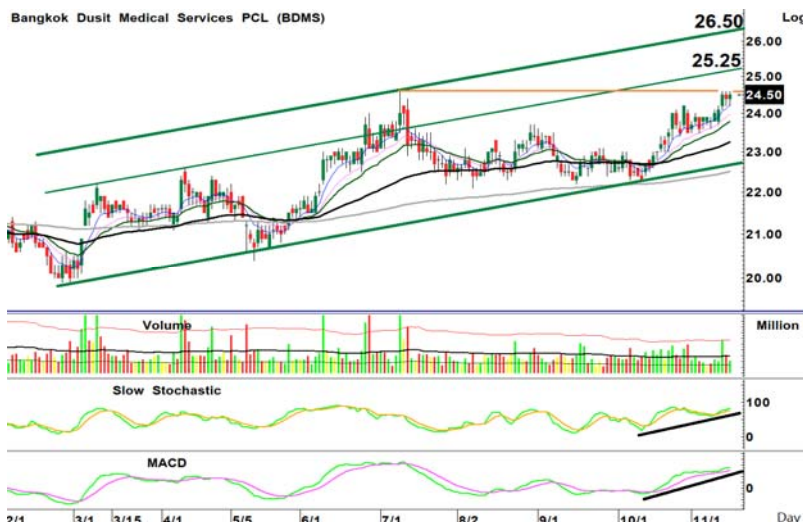 Bangkok Dusit Medical Services PCL (BDMS)
Log
26.50
26.00
25.25
25.00
24.50
24.00
23.00
22.00
21.00
20.00
Volume
Million
Slow Stochastic
100
0
MACD
0
2/1 3/1 3/15 4/1 5/5 6/1 7/1 8/2 9/1 10/1 11/1 Day